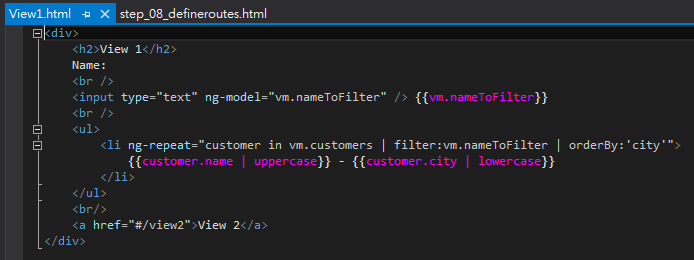 View1.html step_08_defineroutes.html
<div>
<h2>View 1</h2>
Name:
<br />
<input type="text" ng-model="vm.nameToFilter" /> {{vm.nameToFilter}}
<br />
<ul>
<li ng-repeat="customer in vm.customers | filter:vm.nameToFilter | orderBy:'city'">
{{customer.name | uppercase}} - {{customer.city | lowercase}}
</li>
</ul>
<br/>
<a href="#/view2">View 2</a>
</div>